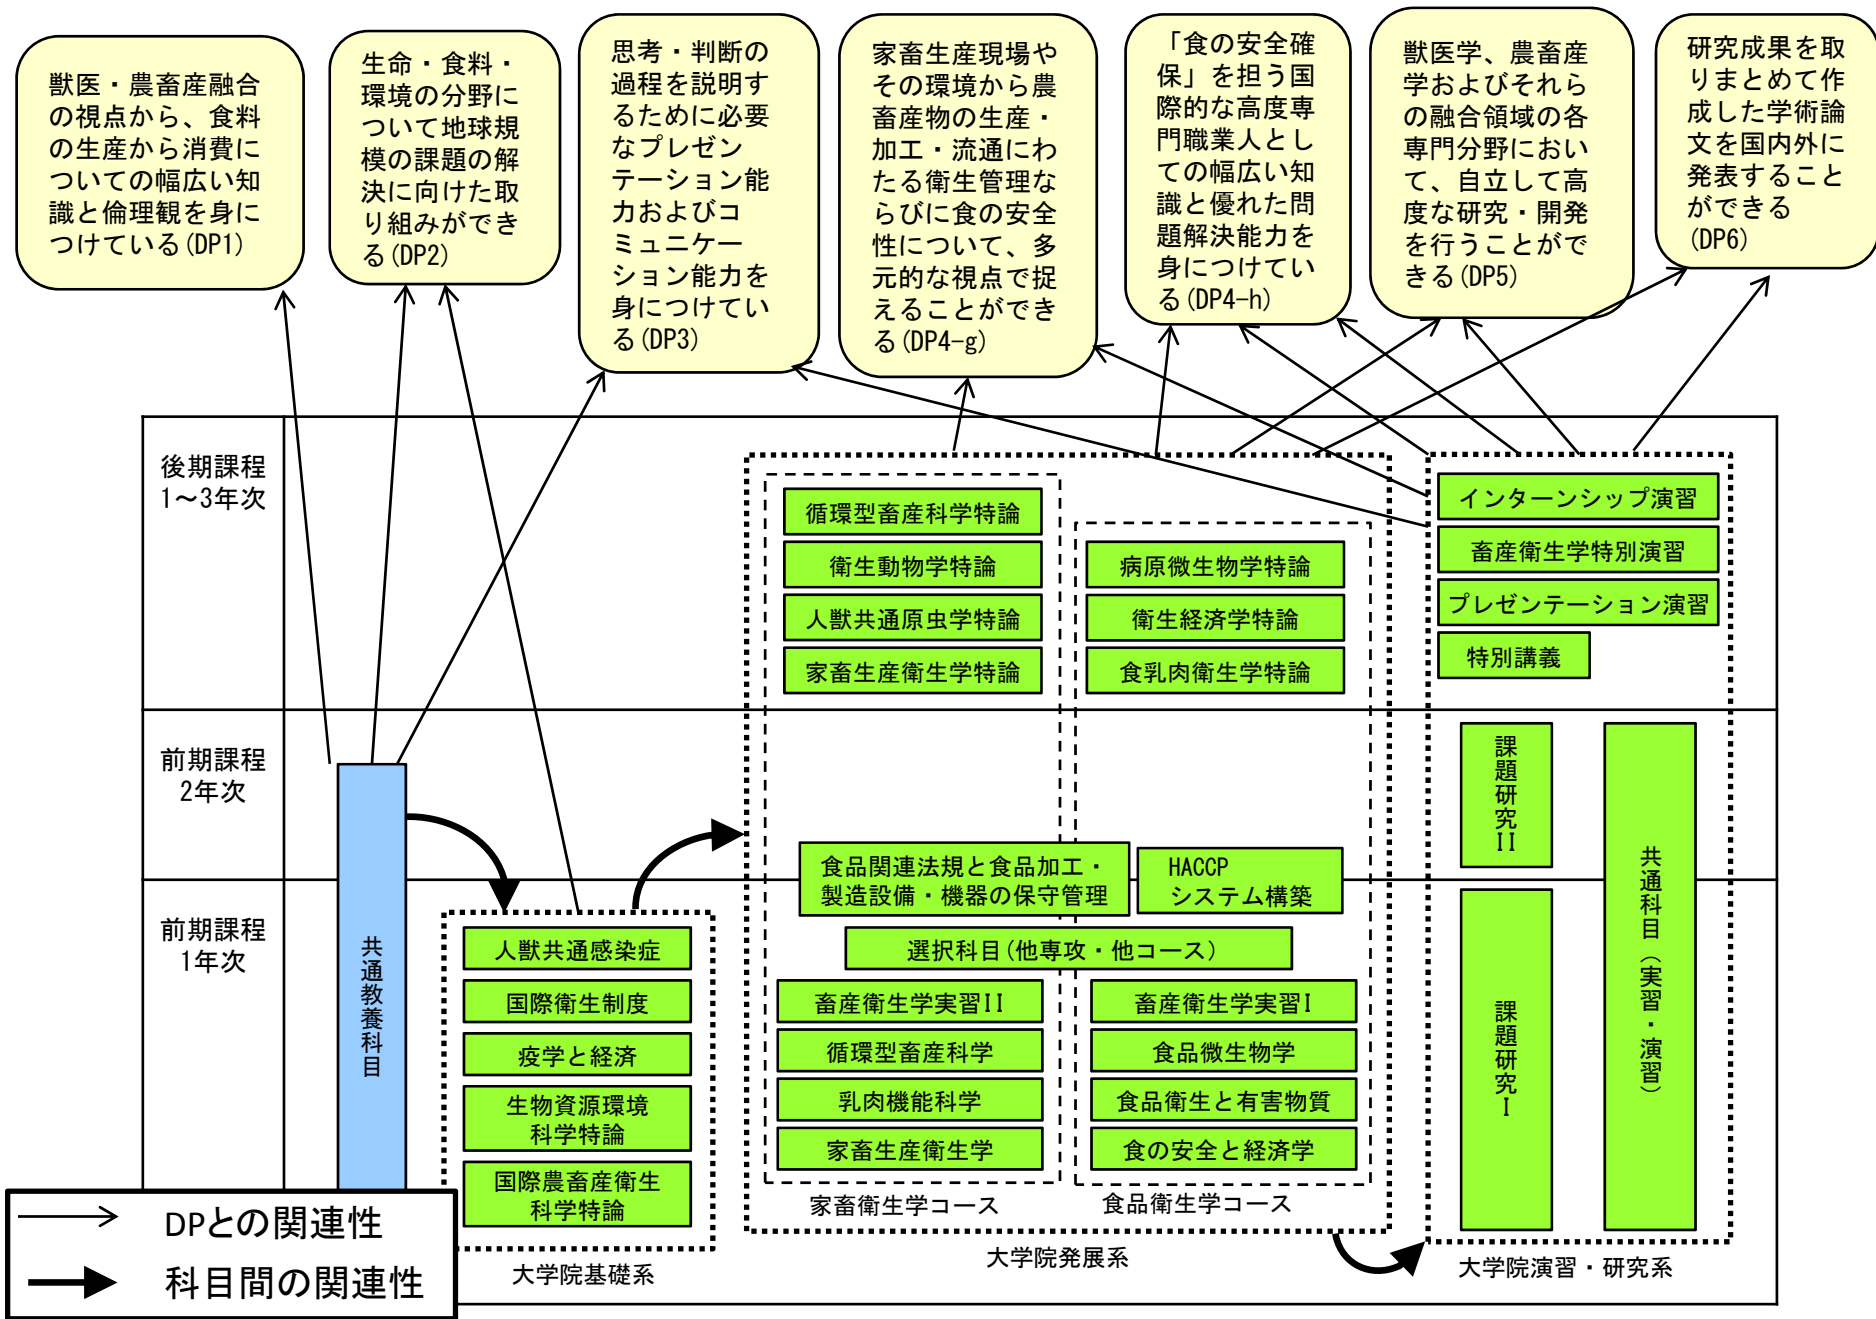 獣医・農畜産融合
の視点から、食料
の生産から消費に
ついての幅広い知
識と倫理観を身に
つけている(DP1)
生命・食料・
環境の分野に
ついて地球規
模の課題の解
決に向けた取
り組みができ
る(DP2)
思考・判断の
過程を説明す
るために必要
なプレゼン
テーション能
力およびコ
ミュニケー
ション能力を
身につけてい
る(DP3)
家畜生産現場や
その環境から農
畜産物の生産・
加工・流通にわ
たる衛生管理な
らびに食の安全
性について、多
元的な視点で捉
えることができ
る(DP4-g)
「食の安全確
保」を担う国
際的な高度専
門職業人とし
ての幅広い知
識と優れた問
題解決能力を
身につけてい
る(DP4-h)
獣医学、農畜産
学およびそれら
の融合領域の各
専門分野におい
て、自立して高
度な研究・開発
を行うことがで
きる(DP5)
研究成果を取
りまとめて作
成した学術論
文を国内外に
発表すること
ができる
(DP6)
後期課程
1～3年次
循環型畜産科学特論
衛生動物学特論
人獣共通原虫学特論
家畜生産衛生学特論
病原微生物学特論
衛生経済学特論
食乳肉衛生学特論
インターンシップ演習
畜産衛生学特別演習
プレゼンテーション演習
特別講義
前期課程
2年次
課題研究II
食品関連法規と食品加工・
製造設備・機器の保守管理
HACCP
システム構築
共通科目（実習・演習）
前期課程
1年次
共通教養科目
人獣共通感染症
国際衛生制度
疫学と経済
生物資源環境
科学特論
国際農畜産衛生
科学特論
選択科目(他専攻・他コース)
畜産衛生学実習II
循環型畜産科学
乳肉機能科学
家畜生産衛生学
畜産衛生学実習I
食品微生物学
食品衛生と有害物質
食の安全と経済学
課題研究I
家畜衛生学コース
食品衛生学コース
大学院基礎系
大学院発展系
大学院演習・研究系
DPとの関連性
科目間の関連性